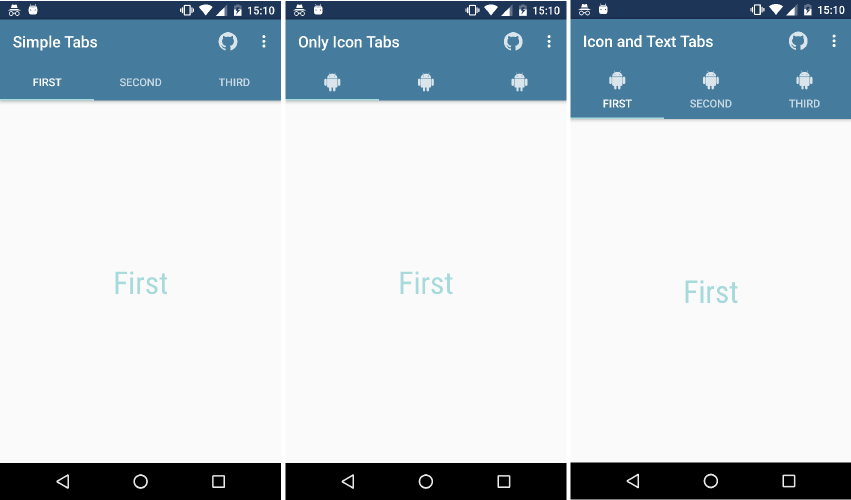 15:10
Simple Tabs
FIRST SECOND THIRD
First
15:10
Only Icon Tabs
First
15:10
Icon and Text Tabs
FIRST SECOND THIRD
First